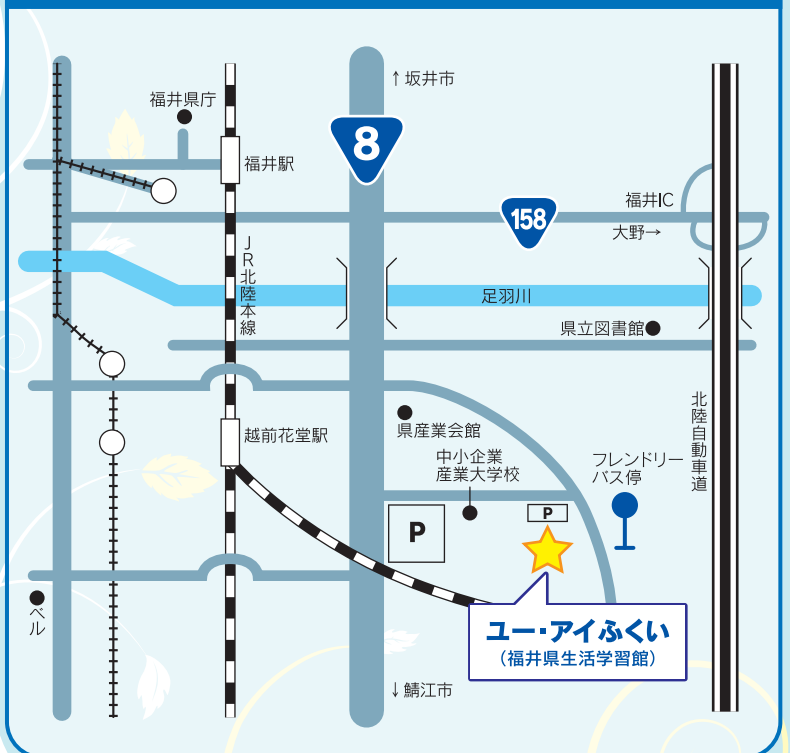 ↑坂井市
福井県庁
8
福井駅
158
福井IC
大野→
JR北陸本線
足羽川
県立図書館
北陸自動車道
県産業会館
越前花堂駅
中小企業
産業大学校
フレンドリー
バス停
P
P
ベル
ユー・アイふくい
(福井県生活学習館)
↓鯖江市